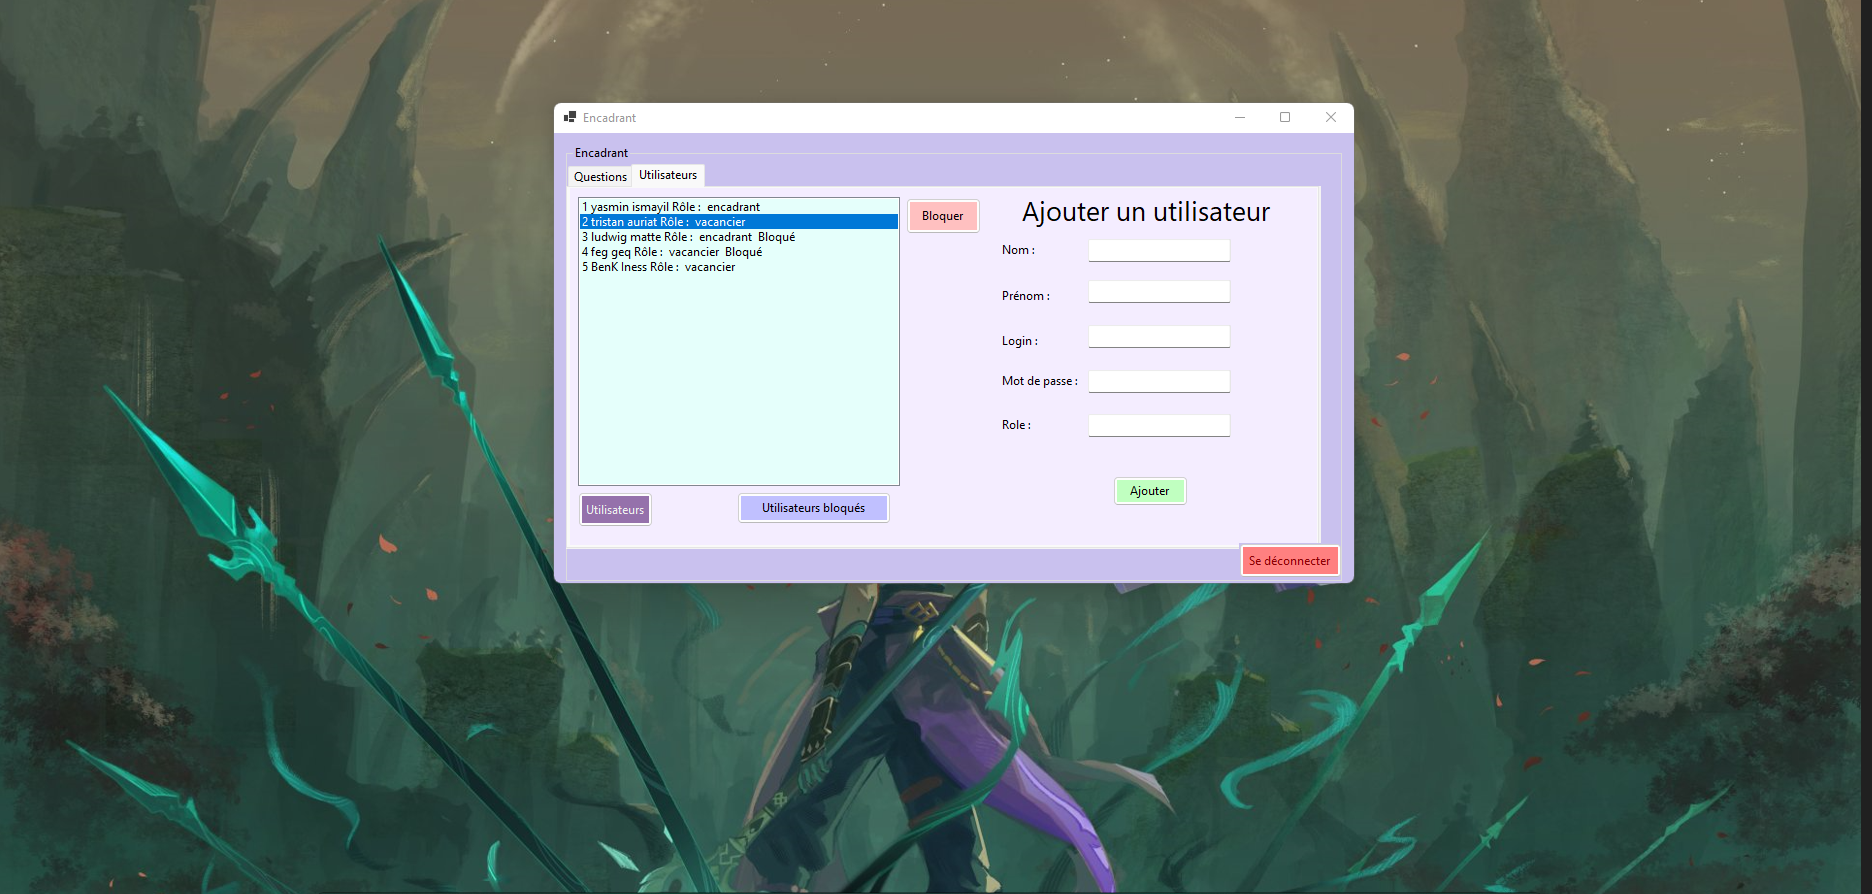 Encadrant
Encadrant
Questions
Utilisateurs
1 yasmin ismayil Rôle : encadrant
2 tristan auriat Rôle : vacancier
3 ludwig matte Rôle : encadrant Bloqué
4 feg geq Rôle : vacancier Bloqué
5 BenK Iness Rôle : vacancier
Bloquer
Utilisateurs
Utilisateurs bloqués
Ajouter un utilisateur
Nom :
Prénom :
Login :
Mot de passe :
Role :
Ajouter
Se déconnecter